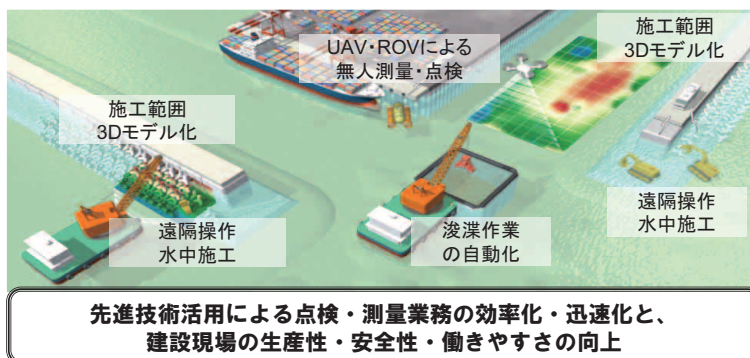 UAV・ROVによる
無人測量・点検
施工範囲
3Dモデル化
施工範囲
3Dモデル化
遠隔操作
水中施工
浚渫作業
の自動化
遠隔操作
水中施工
先進技術活用による点検・測量業務の効率化・迅速化と、
建設現場の生産性・安全性・働きやすさの向上